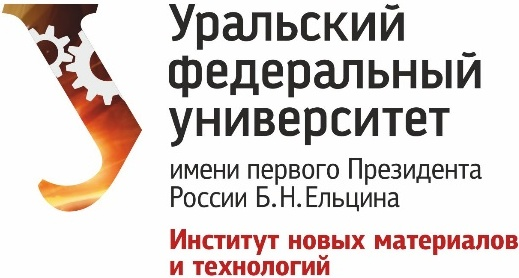 Уральский
федеральный
университет
имени первого Президента
России Б.Н.Ельцина
Институт новых материалов
и технологий